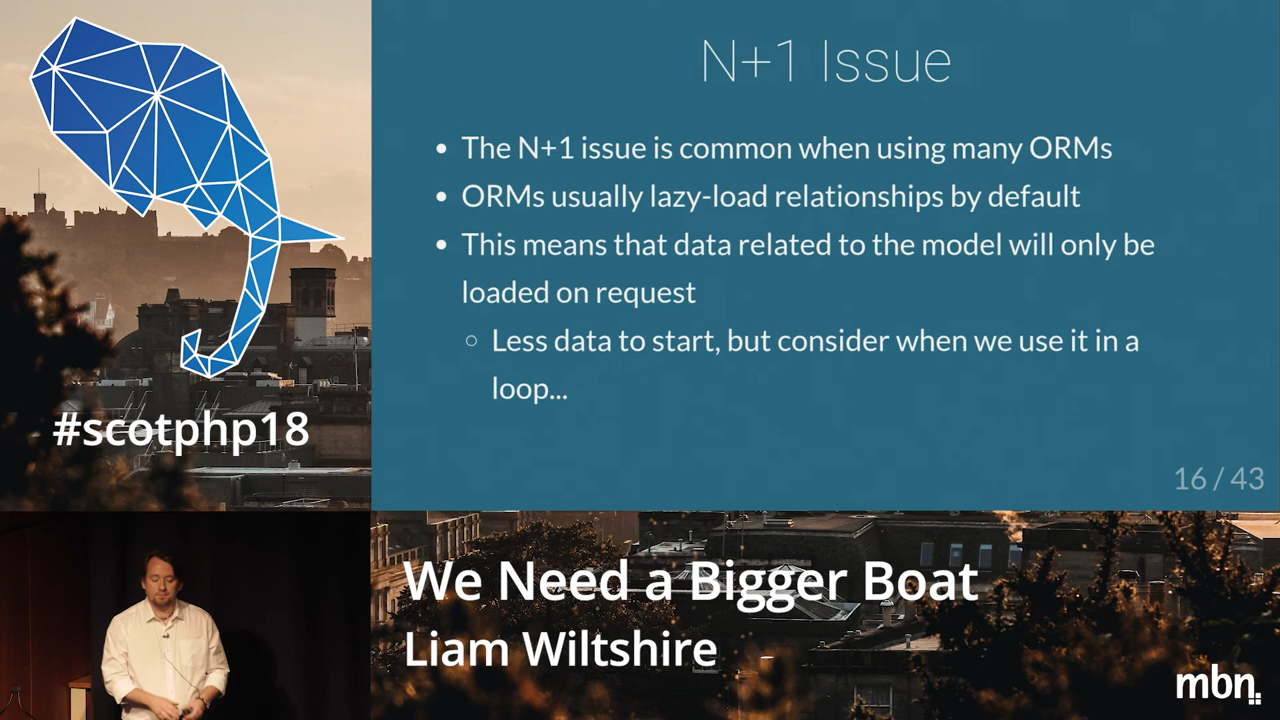 N+1 Issue
• The N+1 issue is common when using many ORMs
• ORMs usually lazy-load relationships by default
• This means that data related to the model will only be
loaded on request
○ Less data to start, but consider when we use it in a
loop...
16 / 43
#scotphp18
We Need a Bigger Boat
Liam Wiltshire
mbn